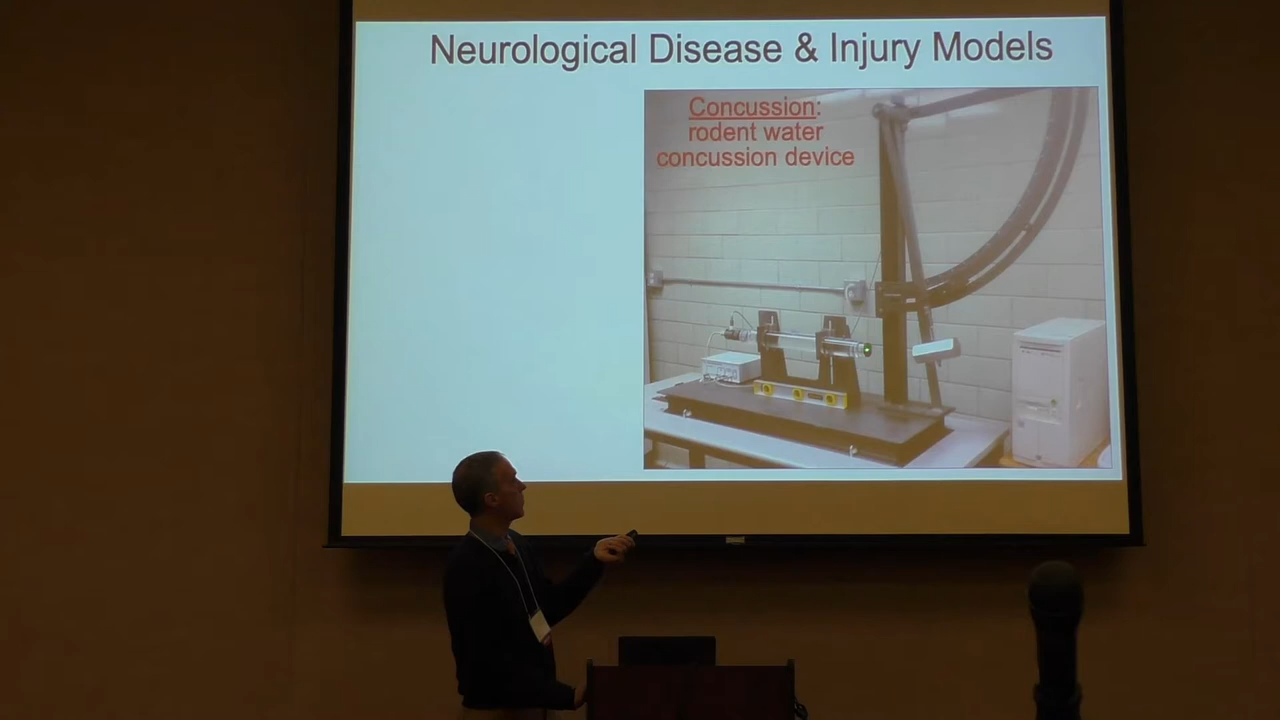 Neurological Disease & Injury Models
Concussion:
rodent water
concussion device